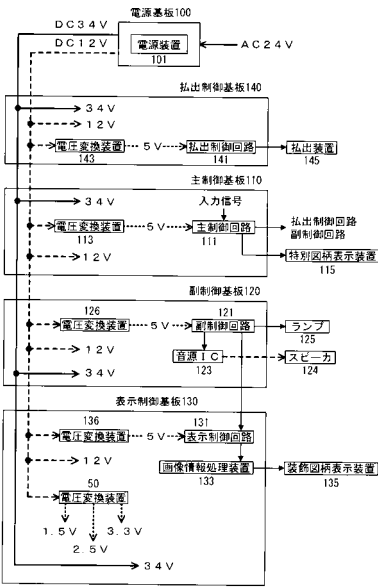 電源基板100
DC34V
DC12V
電源装置
101
AC24V
払出制御基板140
34V
12V
電圧変換装置
143
5V
払出制御回路
141
払出装置
145
主制御基板110
34V
入力信号
電圧変換装置
113
5V
主制御回路
111
払出制御回路
副制御回路
12V
特別図柄表示装置
115
副制御基板120
126
電圧変換装置
5V
121
副制御回路
ランプ
125
12V
音源IC
123
スピーカ
124
34V
表示制御基板130
136
電圧変換装置
5V
131
表示制御回路
12V
画像情報処理装置
133
装飾図柄表示装置
135
50
電圧変換装置
1.5V
2.5V
3.3V
34V